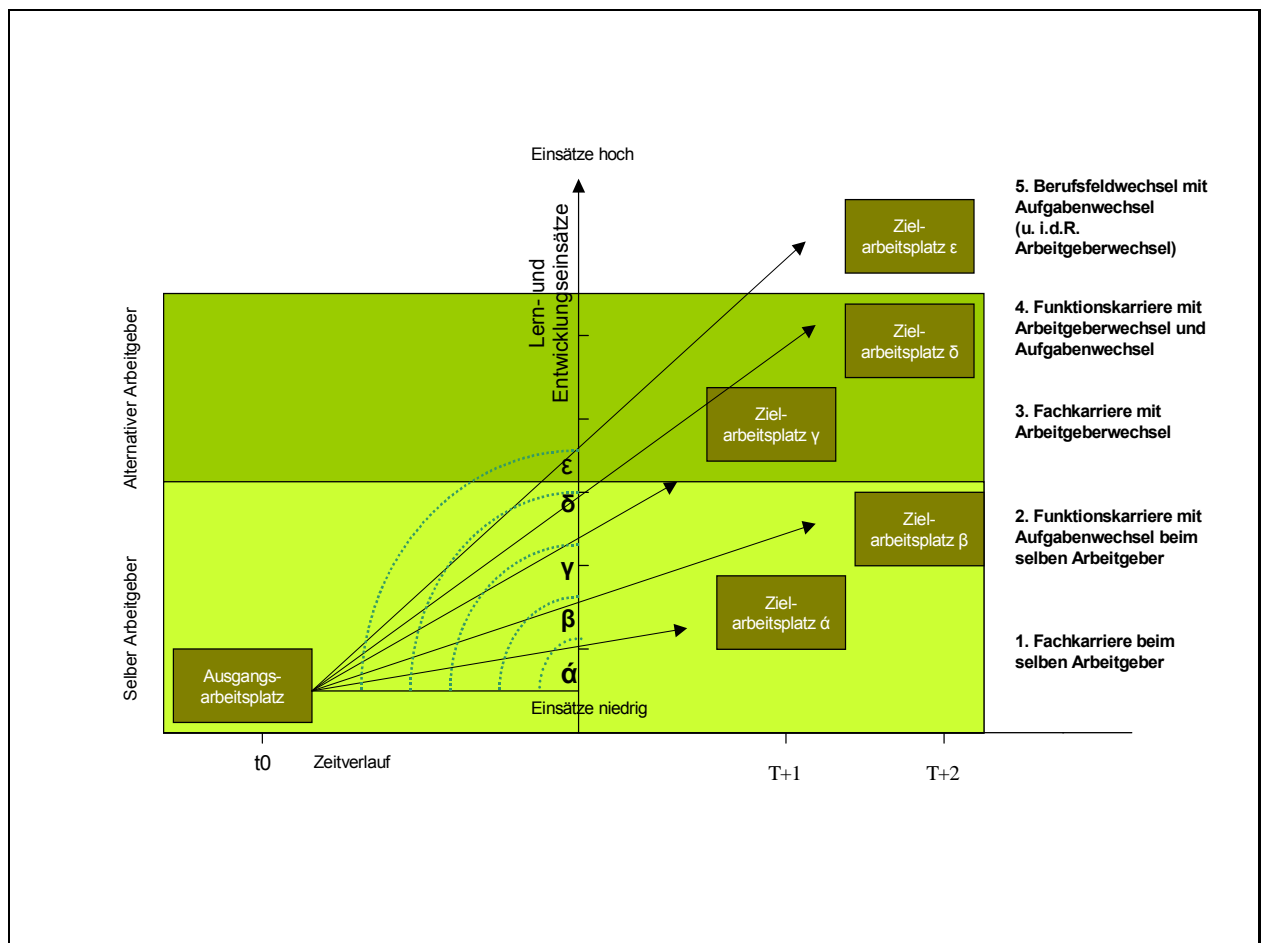 Einsätze hoch
Lern- und
Entwicklungseinsätze
Alternativer Arbeitgeber
Selber Arbeitgeber
Ziel-
arbeitsplatz ε
5. Berufsfeldwechsel mit
Aufgabenwechsel
(u. i.d.R.
Arbeitgeberwechsel)
Ziel-
arbeitsplatz δ
4. Funktionskarriere mit
Arbeitgeberwechsel und
Aufgabenwechsel
Ziel-
arbeitsplatz γ
3. Fachkarriere mit
Arbeitgeberwechsel
Ziel-
arbeitsplatz β
2. Funktionskarriere mit
Aufgabenwechsel beim
selben Arbeitgeber
Ziel-
arbeitsplatz ά
1. Fachkarriere beim
selben Arbeitgeber
ε
δ
γ
β
ά
Ausgangs-
arbeitsplatz
Einsätze niedrig
t0
Zeitverlauf
T+1
T+2